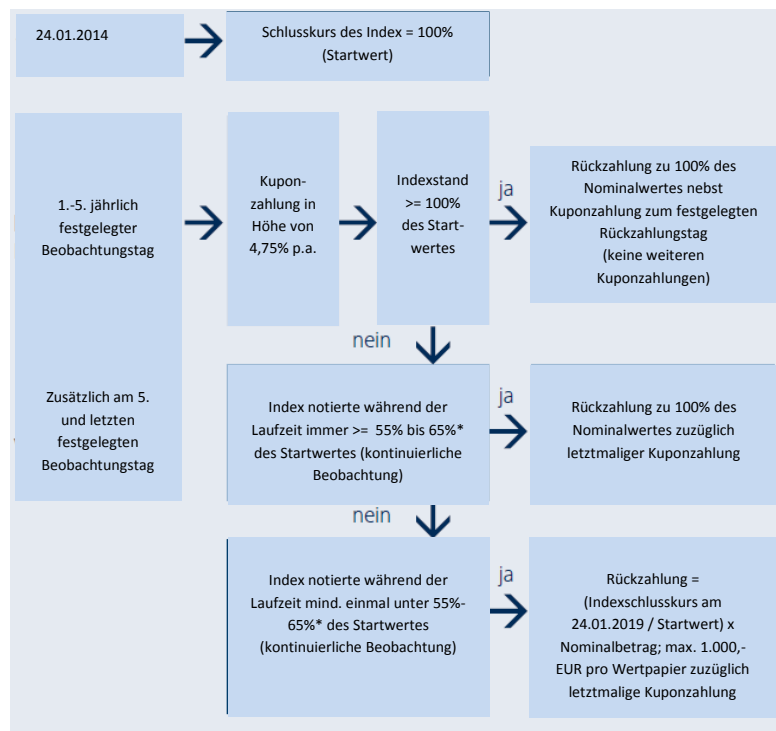 24.01.2014
Schlusskurs des Index = 100%
(Startwert)
1.-5. jährlich
festgelegter
Beobachtungstag
Kupon-
zahlung in
Höhe von
4,75% p.a.
Indexstand
>= 100%
des Start-
wertes
ja
Rückzahlung zu 100% des
Nominalwertes nebst
Kuponzahlung zum festgelegten
Rückzahlungstag
(keine weiteren
Kuponzahlungen)
nein
Zusätzlich am 5.
und letzten
festgelegten
Beobachtungstag
Index notierte während der
Laufzeit immer >= 55% bis 65%*
des Startwertes (kontinuierliche
Beobachtung)
ja
Rückzahlung zu 100% des
Nominalwertes zuzüglich
letztmaliger Kuponzahlung
nein
Index notierte während der
Laufzeit mind. einmal unter 55%-
65%* des Startwertes
(kontinuierliche Beobachtung)
ja
Rückzahlung =
(Indexschlusskurs am
24.01.2019 / Startwert) x
Nominalbetrag; max. 1.000,-
EUR pro Wertpapier zuzüglich
letztmalige Kuponzahlung